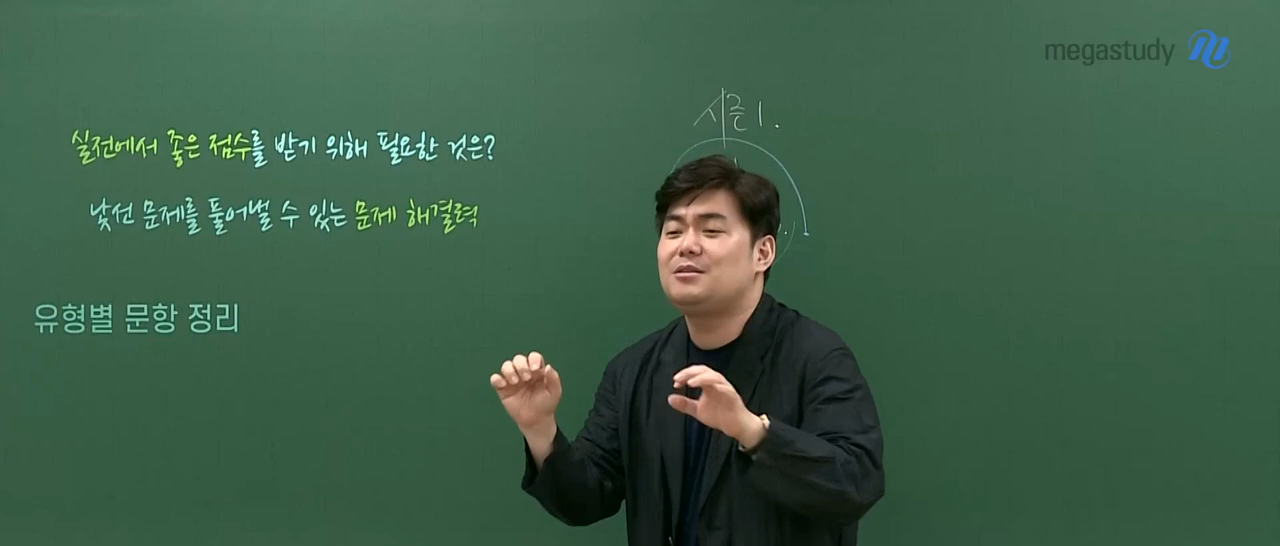 megastudy
시즌1.
실전에서 좋은 점수를 받기 위해 필요한 것은?
낯선 문제를 풀어낼 수 있는 문제 해결력
유형별 문항 정리